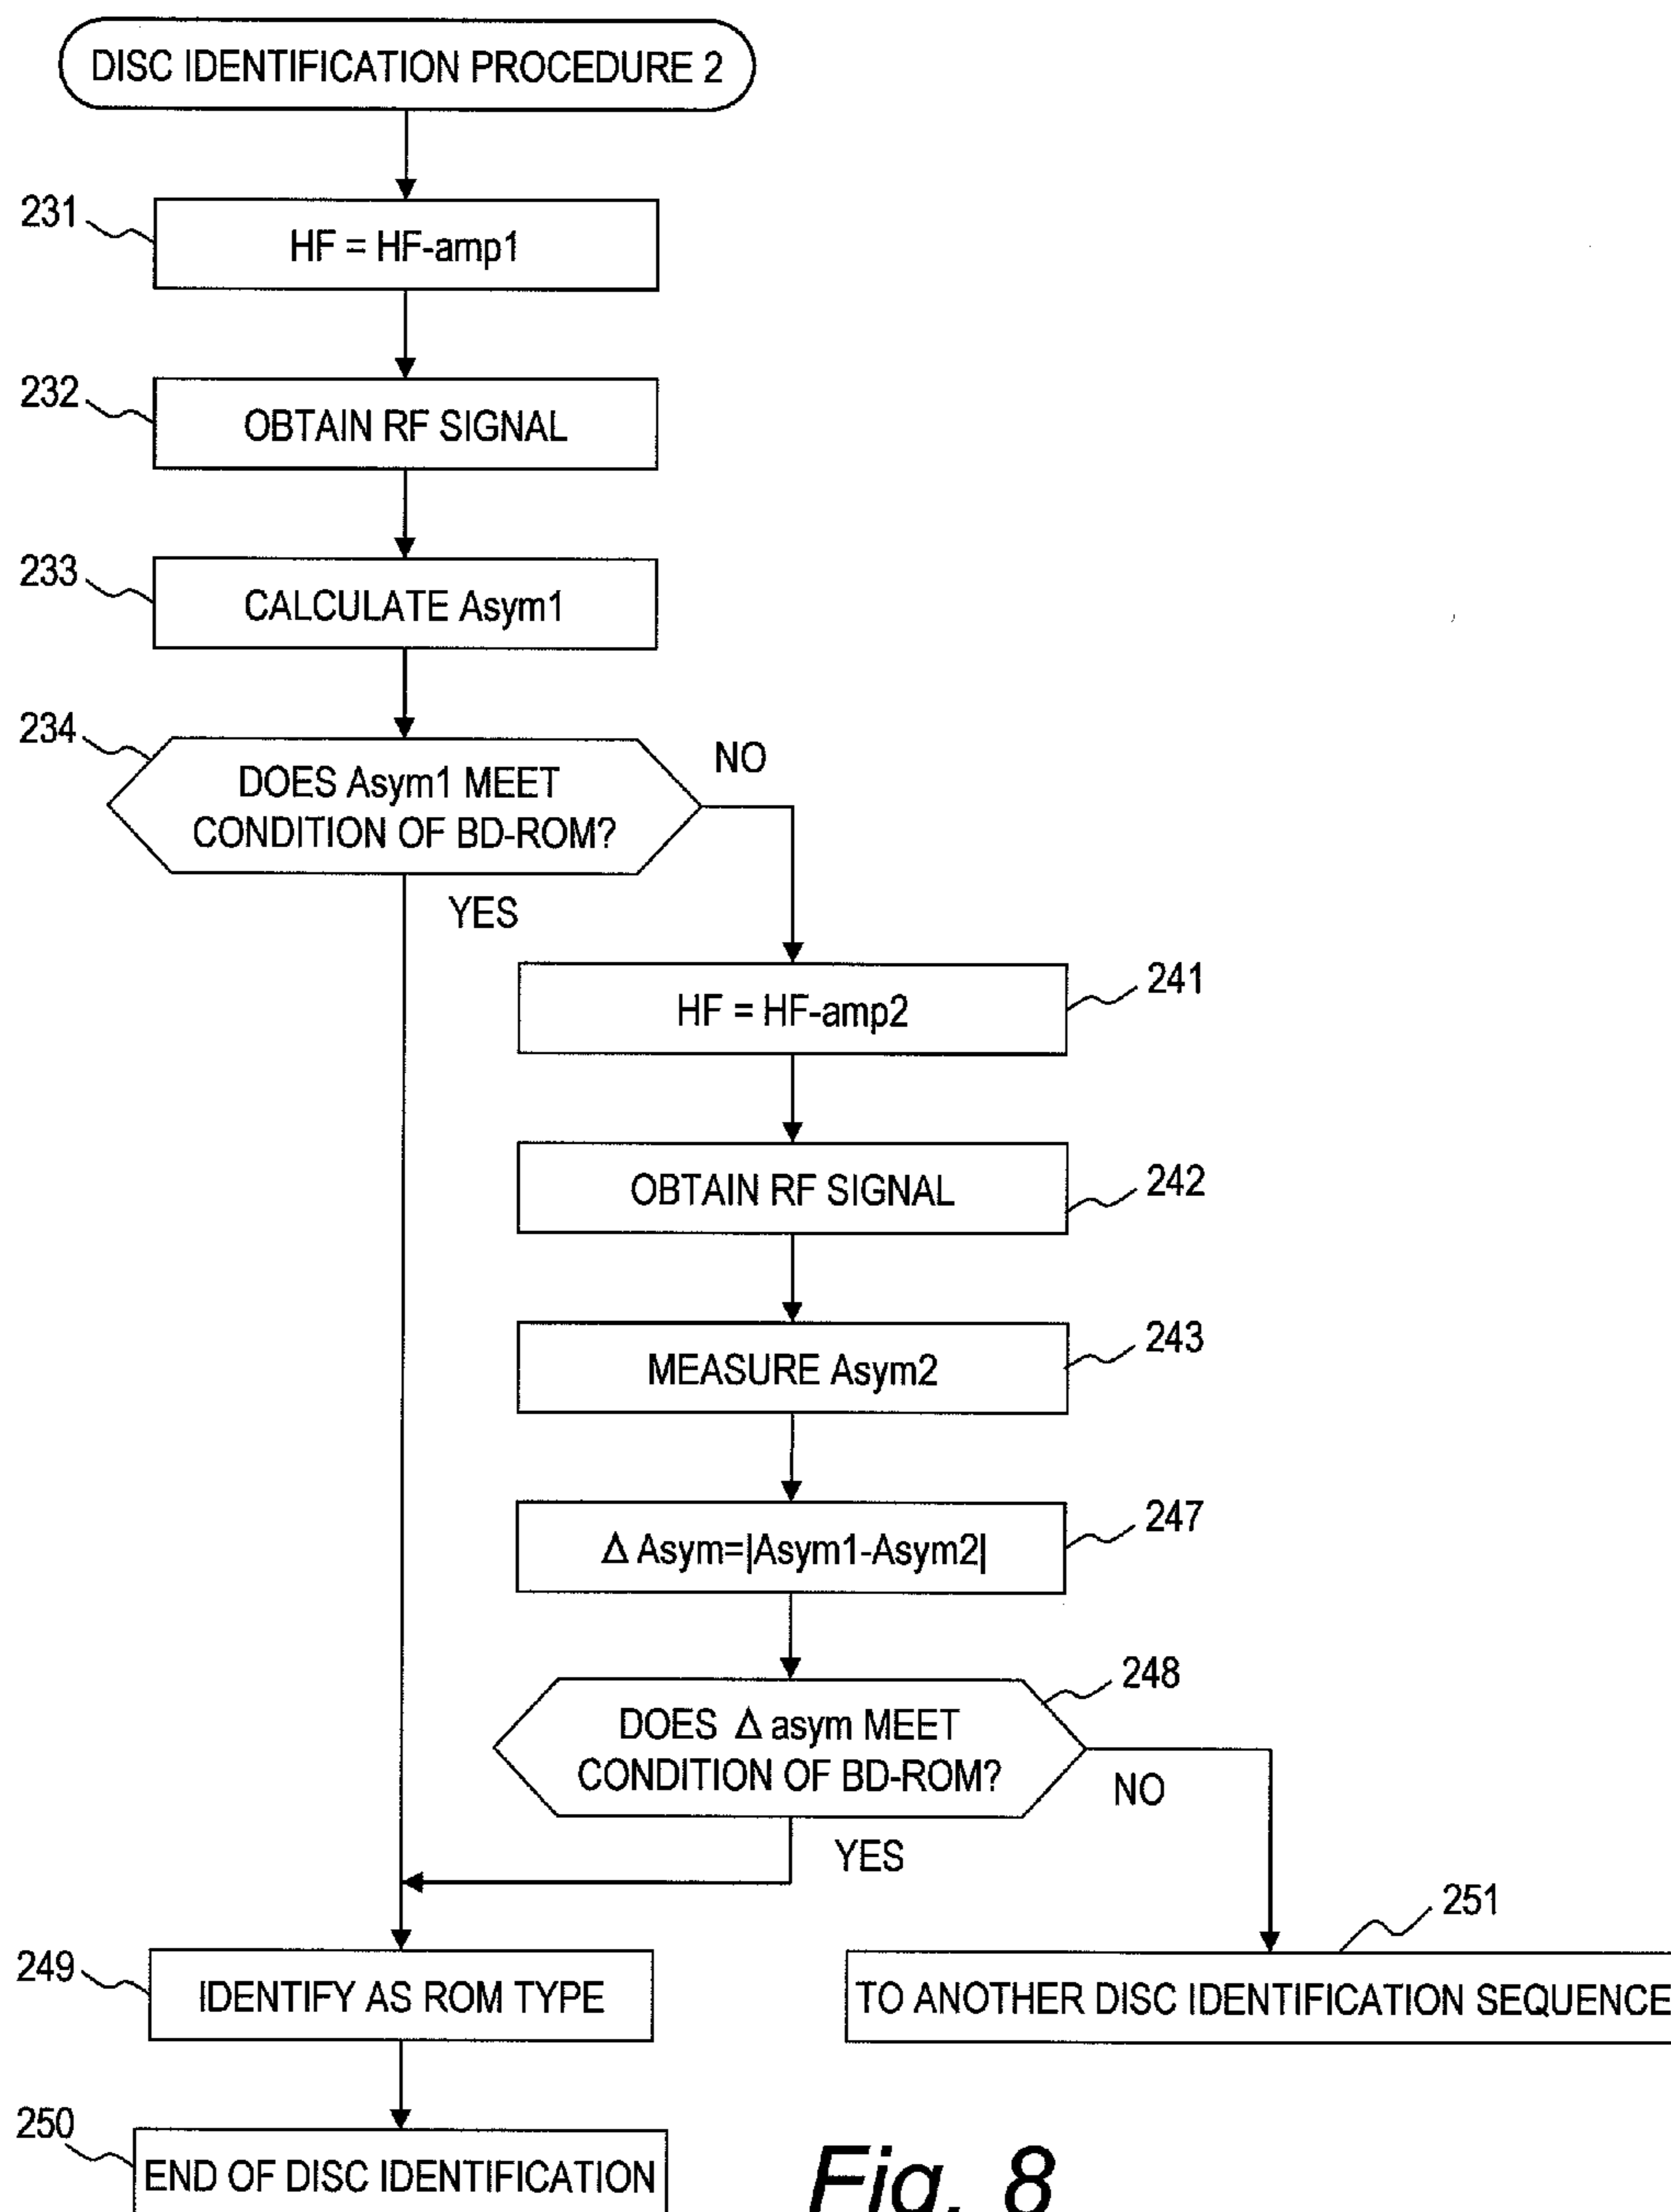 DISC IDENTIFICATION PROCEDURE 2
231
HF = HF-amp1
232
OBTAIN RF SIGNAL
233
CALCULATE Asym1
234
DOES Asym1 MEET
CONDITION OF BD-ROM?
NO
YES
HF = HF-amp2
241
OBTAIN RF SIGNAL
242
MEASURE Asym2
243
Δ Asym=|Asym1-Asym2|
247
DOES Δ asym MEET
CONDITION OF BD-ROM?
248
NO
YES
249
IDENTIFY AS ROM TYPE
251
TO ANOTHER DISC IDENTIFICATION SEQUENCE
250
END OF DISC IDENTIFICATION
Fig. 8